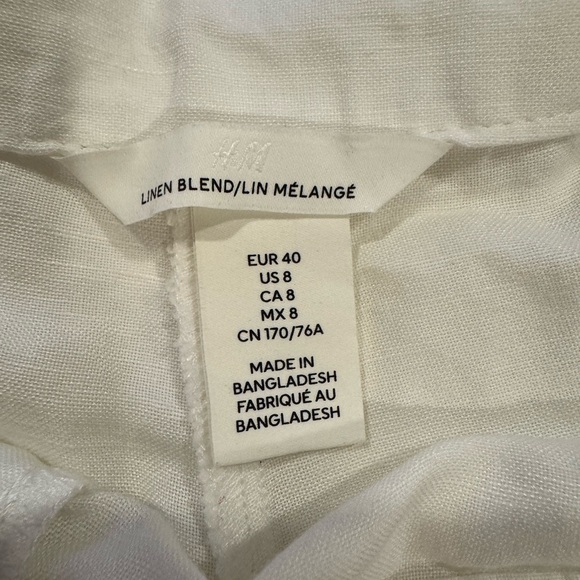 H&M
LINEN BLEND/LIN MÉLANGÉ
EUR 40
US 8
CA 8
MX 8
CN 170/76A
MADE IN
BANGLADESH
FABRIQUÉ AU
BANGLADESH